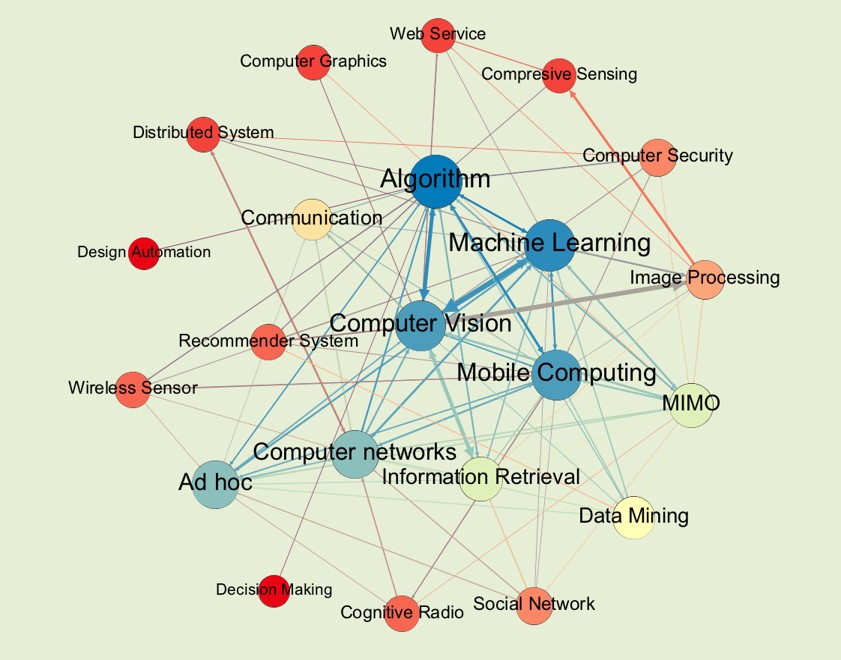 Web Service
Computer Graphics
Compresive Sensing
Distributed System
Computer Security
Algorithm
Communication
Machine Learning
Design Automation
Image Processing
Computer Vision
Recommender System
Mobile Computing
Wireless Sensor
MIMO
Computer networks
Information Retrieval
Ad hoc
Data Mining
Decision Making
Social Network
Cognitive Radio